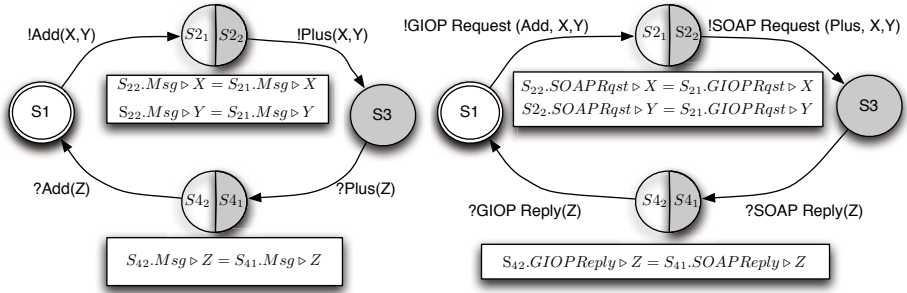 !Add(X,Y)
S2₁ S2₂
!Plus(X,Y)
S₂₂.Msg ▹ X = S₂₁.Msg ▹ X
S₂₂.Msg ▹ Y = S₂₁.Msg ▹ Y
S1
S3
?Add(Z)
S4₂ S4₁
?Plus(Z)
S₄₂.Msg ▹ Z = S₄₁.Msg ▹ Z
!GIOP Request (Add, X,Y)
S2₁ S2₂
!SOAP Request (Plus, X,Y)
S₂₂.SOAPRqst ▹ X = S₂₁.GIOPRqst ▹ X
S2₂.SOAPRqst ▹ Y = S₂₁.GIOPRqst ▹ Y
S1
S3
?GIOP Reply(Z)
S4₂ S4₁
?SOAP Reply(Z)
S₄₂.GIOPReply ▹ Z = S₄₁.SOAPReply ▹ Z